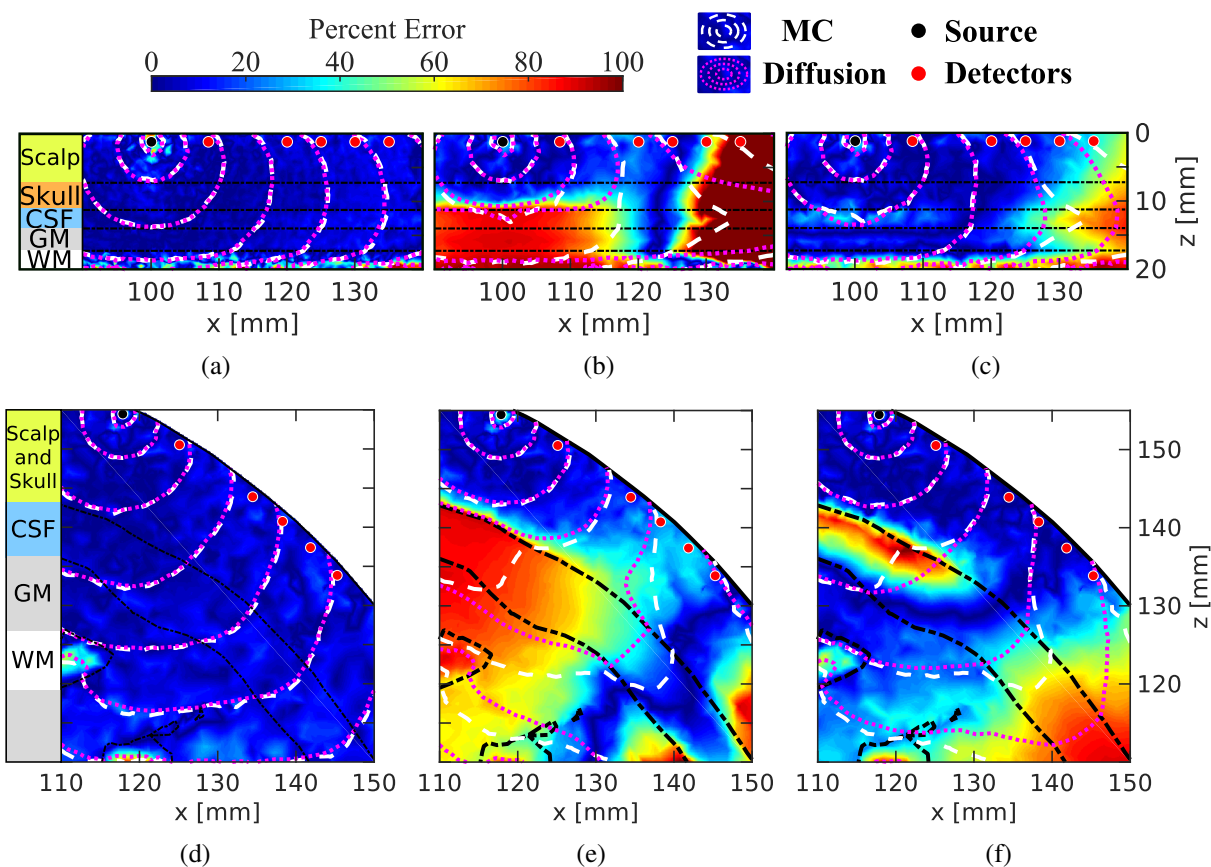 Percent Error
0 20 40 60 80 100
MC
Source
Diffusion
Detectors
Scalp
Skull
CSF
GM
WM
0
10
20
z [mm]
100 110 120 130
x [mm]
100 110 120 130
x [mm]
100 110 120 130
x [mm]
(a)
(b)
(c)
Scalp
and
Skull
CSF
GM
WM
150
140
130
120
z [mm]
110 120 130 140 150
x [mm]
110 120 130 140 150
x [mm]
110 120 130 140 150
x [mm]
(d)
(e)
(f)